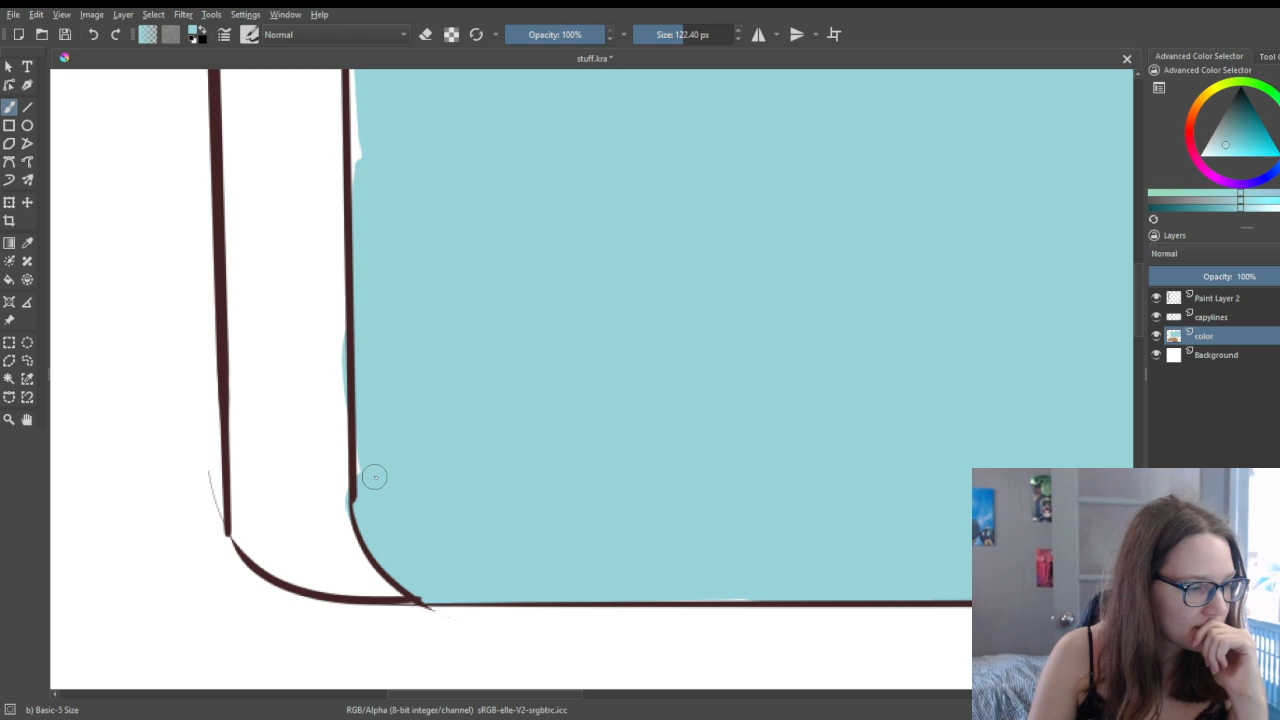 File Edit View Image Layer Select Filter Tools Settings Window Help
Normal Opacity: 100% Size: 122.40 px
stuff.kra *
Advanced Color Selector Tool O
Advanced Color Selector
Layers
Normal
Opacity: 100%
Paint Layer 2
capylines
color
Background
b) Basic-5 Size RGB/Alpha (8-bit integer/channel) sRGB-elle-V2-srgbtrc.icc